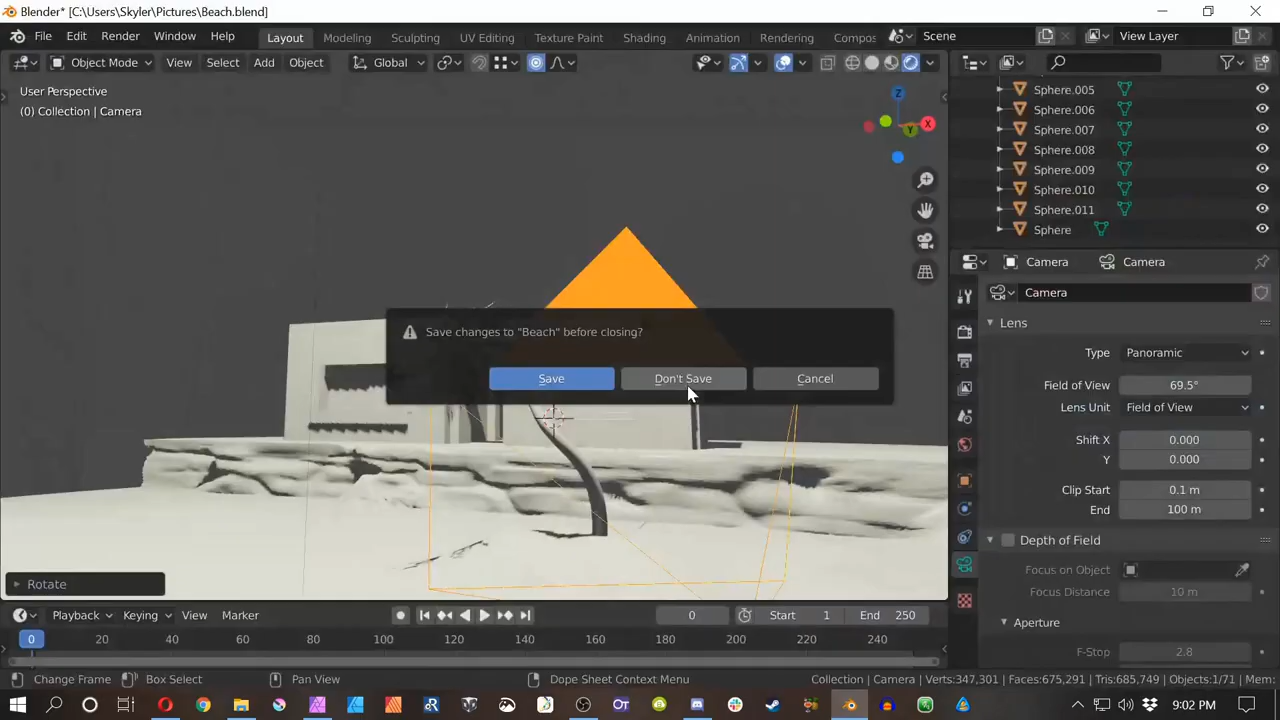 Blender* [C:\Users\Skyler\Pictures\Beach.blend]
File Edit Render Window Help Layout Modeling Sculpting UV Editing Texture Paint Shading Animation Rendering Compos Scene View Layer
Object Mode View Select Add Object Global
User Perspective
(0) Collection | Camera
Z
X
Y
Sphere.005
Sphere.006
Sphere.007
Sphere.008
Sphere.009
Sphere.010
Sphere.011
Sphere
Camera Camera
Camera
Lens
Type Panoramic
Field of View 69.5°
Lens Unit Field of View
Shift X 0.000
Y 0.000
Clip Start 0.1 m
End 100 m
Depth of Field
Focus on Object
Focus Distance 10 m
Aperture
F-Stop 2.8
Save changes to "Beach" before closing?
Save Don't Save Cancel
Rotate
Playback Keying View Marker 0 Start 1 End 250
0 20 40 60 80 100 120 140 160 180 200 220 240
Change Frame Box Select Pan View Dope Sheet Context Menu Collection | Camera | Verts:347,301 | Faces:675,291 | Tris:685,749 | Objects:1/71 | Mem:
9:02 PM